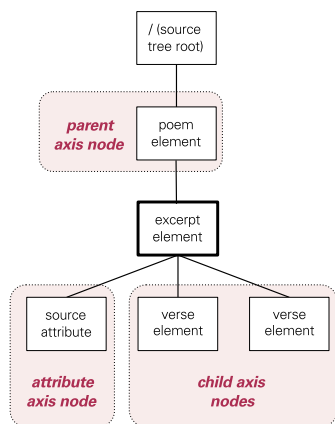 / (source
tree root)
parent
axis node
poem
element
excerpt
element
source
attribute
verse
element
verse
element
attribute
axis node
child axis
nodes